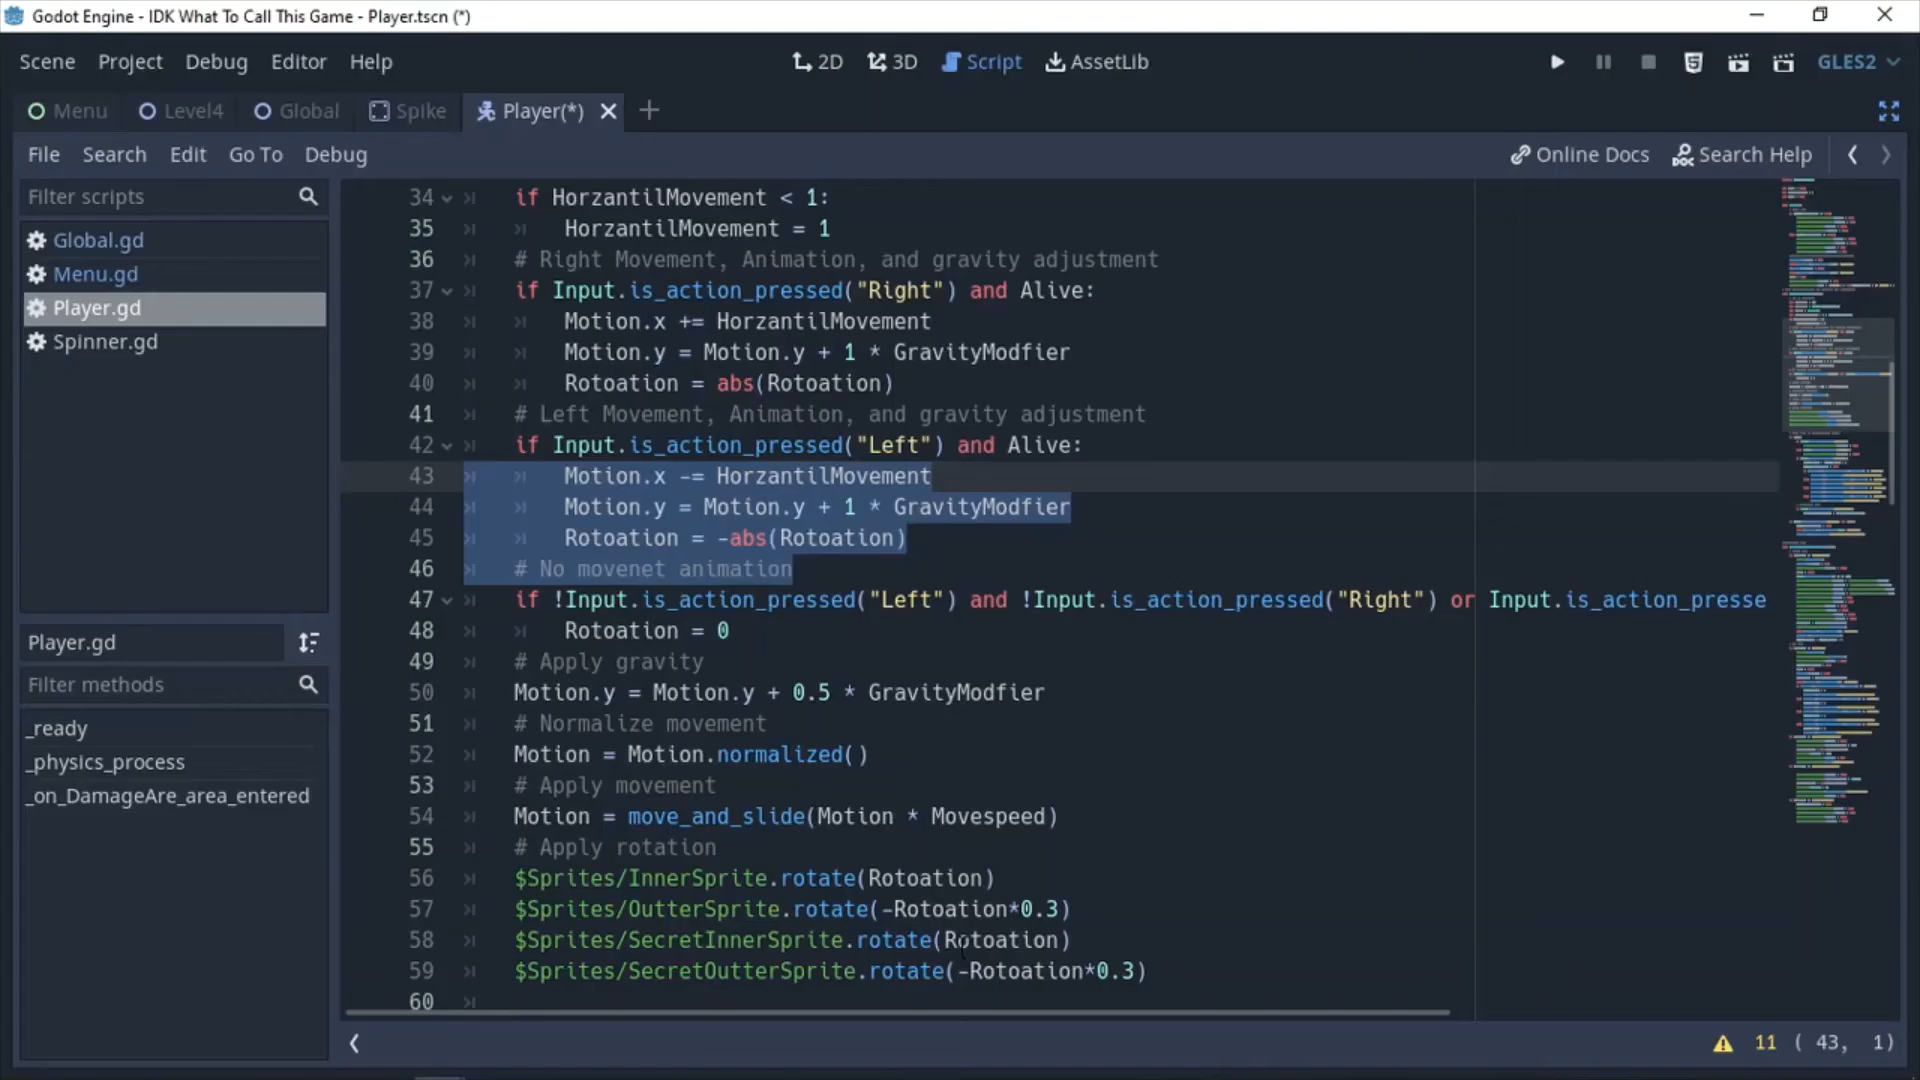 Godot Engine - IDK What To Call This Game - Player.tscn (*)
Scene Project Debug Editor Help 2D 3D Script AssetLib GLES2
Menu Level4 Global Spike Player(*)
File Search Edit Go To Debug Online Docs Search Help
Filter scripts
Global.gd
Menu.gd
Player.gd
Spinner.gd
Player.gd
Filter methods
_ready
_physics_process
_on_DamageAre_area_entered
34 if HorzantilMovement < 1:
35 HorzantilMovement = 1
36 # Right Movement, Animation, and gravity adjustment
37 if Input.is_action_pressed("Right") and Alive:
38 Motion.x += HorzantilMovement
39 Motion.y = Motion.y + 1 * GravityModfier
40 Rotoation = abs(Rotoation)
41 # Left Movement, Animation, and gravity adjustment
42 if Input.is_action_pressed("Left") and Alive:
43 Motion.x -= HorzantilMovement
44 Motion.y = Motion.y + 1 * GravityModfier
45 Rotoation = -abs(Rotoation)
46 # No movenet animation
47 if !Input.is_action_pressed("Left") and !Input.is_action_pressed("Right") or Input.is_action_presse
48 Rotoation = 0
49 # Apply gravity
50 Motion.y = Motion.y + 0.5 * GravityModfier
51 # Normalize movement
52 Motion = Motion.normalized()
53 # Apply movement
54 Motion = move_and_slide(Motion * Movespeed)
55 # Apply rotation
56 $Sprites/InnerSprite.rotate(Rotoation)
57 $Sprites/OutterSprite.rotate(-Rotoation*0.3)
58 $Sprites/SecretInnerSprite.rotate(Rotoation)
59 $Sprites/SecretOutterSprite.rotate(-Rotoation*0.3)
60
11 ( 43, 1)